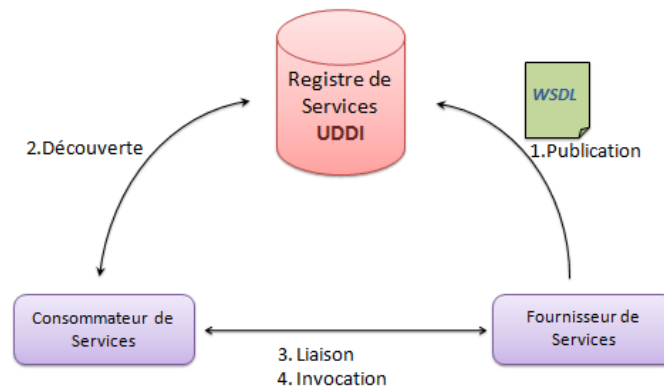 Registre de
Services
UDDI
WSDL
2.Découverte
1.Publication
Consommateur de
Services
Fournisseur de
Services
3. Liaison
4. Invocation